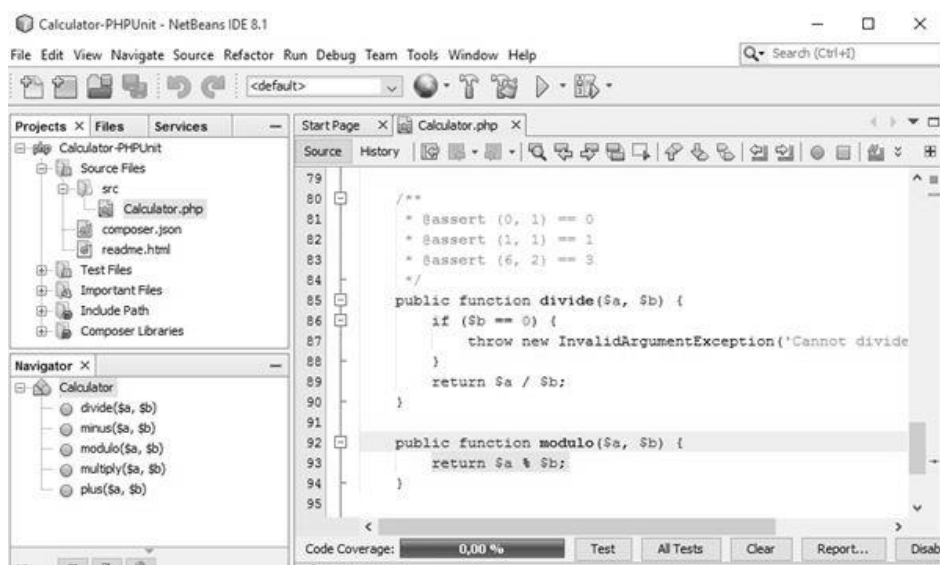 Calculator-PHPUnit - NetBeans IDE 8.1
File Edit View Navigate Source Refactor Run Debug Team Tools Window Help
Search (Ctrl+I)
<default>
Projects Files Services
Calculator-PHPUnit
Source Files
src
Calculator.php
composer.json
readme.html
Test Files
Important Files
Include Path
Composer Libraries
Navigator
Calculator
divide($a, $b)
minus($a, $b)
modulo($a, $b)
multiply($a, $b)
plus($a, $b)
Start Page Calculator.php
Source History
79
80 /**
81 * @assert (0, 1) == 0
82 * @assert (1, 1) == 1
83 * @assert (6, 2) == 3
84 */
85 public function divide($a, $b) {
86 if ($b == 0) {
87 throw new InvalidArgumentException('Cannot divide
88 }
89 return $a / $b;
90 }
91
92 public function modulo($a, $b) {
93 return $a % $b;
94 }
95
Code Coverage: 0,00 % Test All Tests Clear Report... Disab